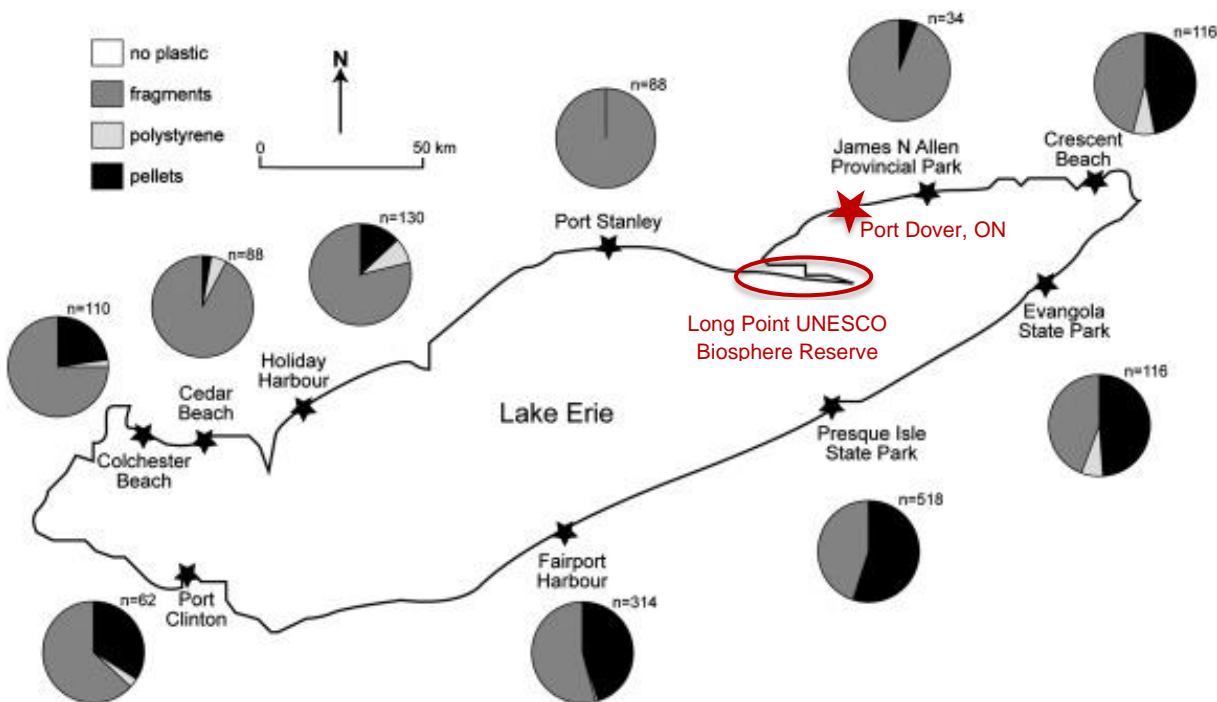 no plastic
fragments
polystyrene
pellets
N
0
50 km
n=88
n=34
n=116
James N Allen
Provincial Park
Crescent
Beach
Port Stanley
Port Dover, ON
n=130
n=88
n=110
Long Point UNESCO
Biosphere Reserve
Evangola
State Park
Holiday
Harbour
Cedar
Beach
Colchester
Beach
Lake Erie
Presque Isle
State Park
n=116
n=518
Fairport
Harbour
n=314
Port
Clinton
n=62